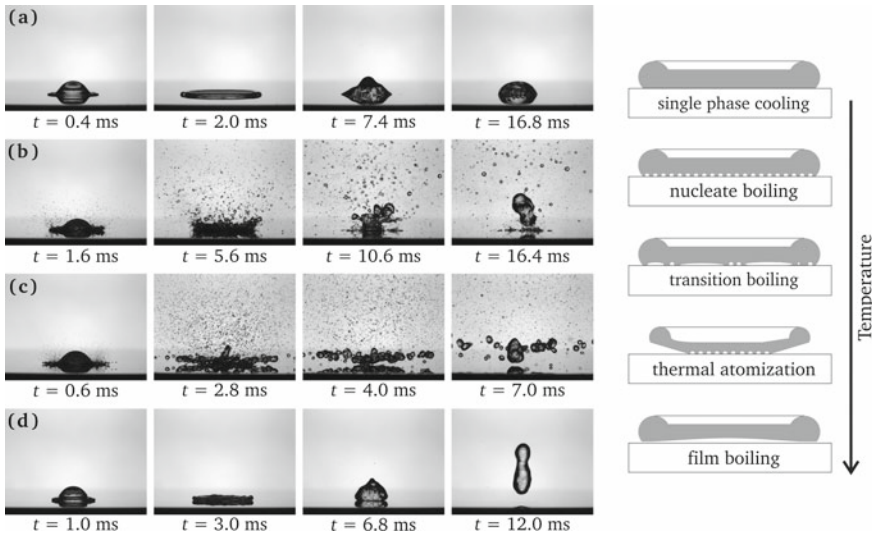 (a)
t = 0.4 ms t = 2.0 ms t = 7.4 ms t = 16.8 ms
(b)
t = 1.6 ms t = 5.6 ms t = 10.6 ms t = 16.4 ms
(c)
t = 0.6 ms t = 2.8 ms t = 4.0 ms t = 7.0 ms
(d)
t = 1.0 ms t = 3.0 ms t = 6.8 ms t = 12.0 ms
single phase cooling
nucleate boiling
transition boiling
thermal atomization
film boiling
Temperature